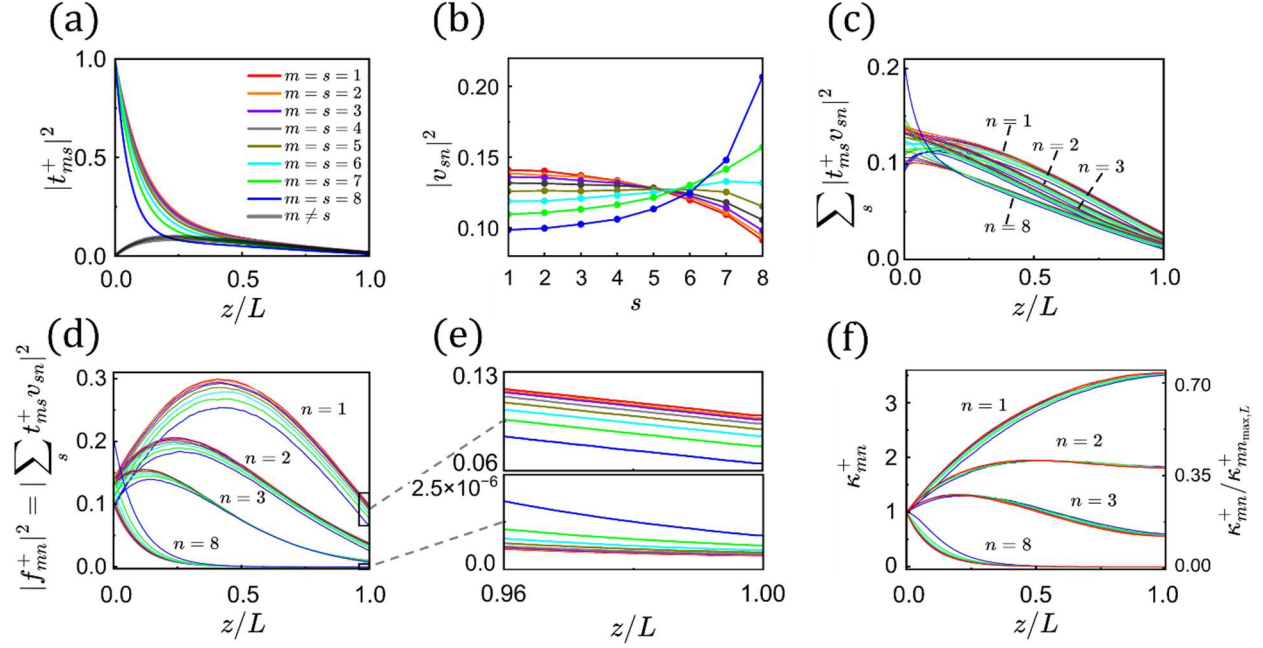 (a)
1.0
0.5
0.0
|t⁺ₘₛ|²
m = s = 1
m = s = 2
m = s = 3
m = s = 4
m = s = 5
m = s = 6
m = s = 7
m = s = 8
m ≠ s
0.0 0.5 1.0
z/L
(b)
0.20
0.15
0.10
|vₛₙ|²
1 2 3 4 5 6 7 8
s
(c)
0.2
0.1
0.0
∑ₛ |t⁺ₘₛvₛₙ|²
n = 1
n = 2
n = 3
n = 8
0.0 0.5 1.0
z/L
(d)
0.3
0.2
0.1
0.0
|f⁺ₘₙ|² = |∑ₛ t⁺ₘₛvₛₙ|²
n = 1
n = 2
n = 3
n = 8
0.0 0.5 1.0
z/L
(e)
0.13
0.06
2.5×10⁻⁶
0.0
0.96 1.00
z/L
(f)
3
2
1
0
κ⁺ₘₙ
n = 1
n = 2
n = 3
n = 8
0.70
0.35
0.00
κ⁺ₘₙ/κ⁺ₘₙₘₐₓ,L
0.0 0.5 1.0
z/L